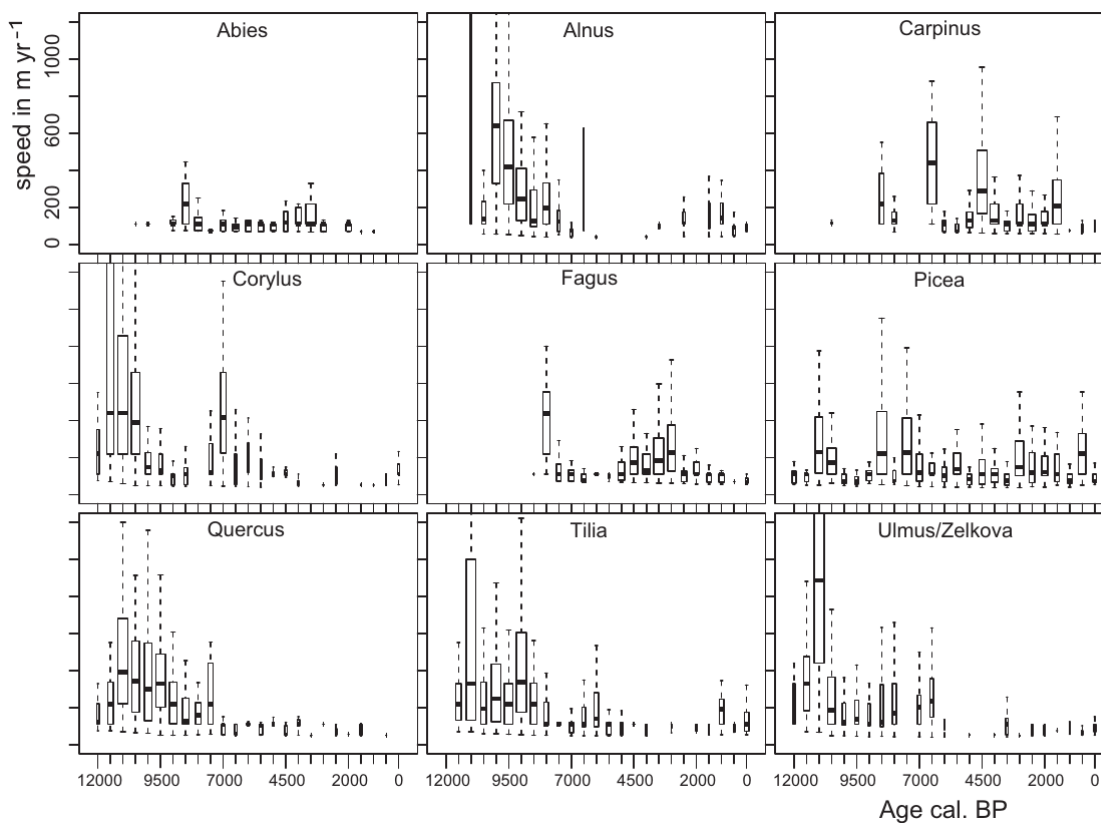 Abies
Alnus
Carpinus
speed in m yr⁻¹
1000
600
200
0
Corylus
Fagus
Picea
Quercus
Tilia
Ulmus/Zelkova
12000 9500 7000 4500 2000 0
12000 9500 7000 4500 2000 0
12000 9500 7000 4500 2000 0
Age cal. BP